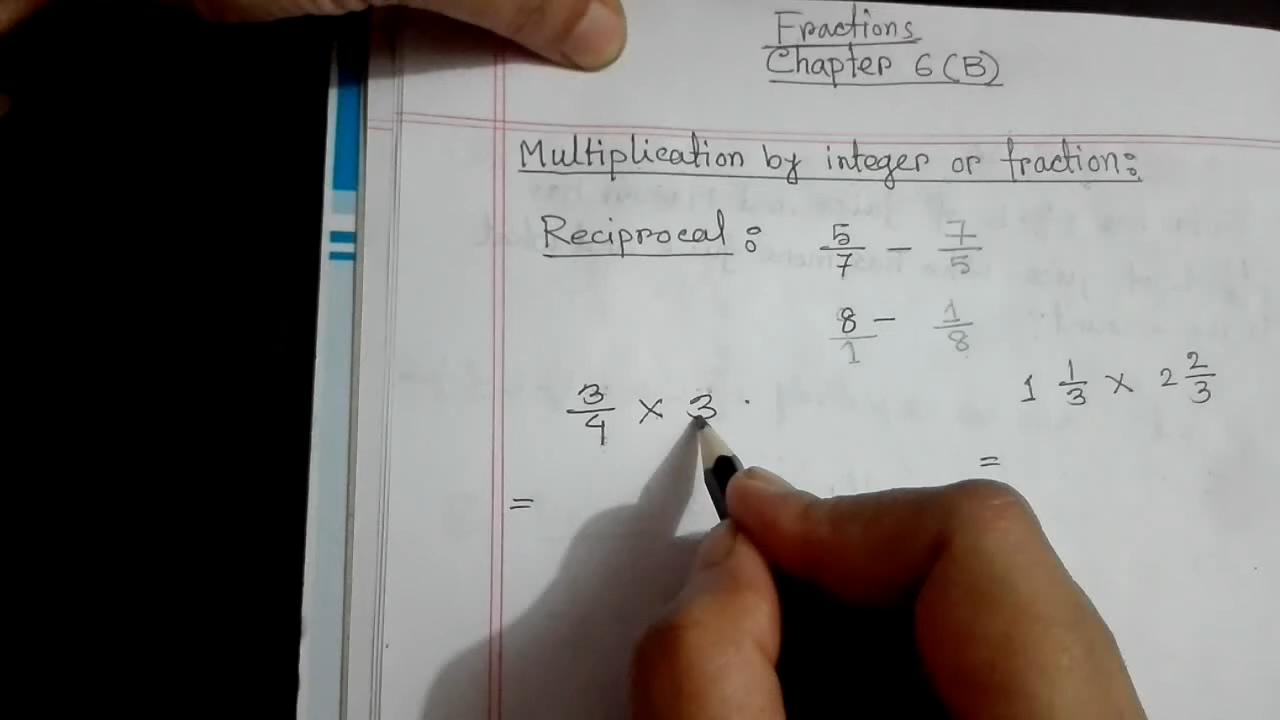 Fractions
Chapter 6 (B)
Multiplication by integer or fraction:
Reciprocal: 5/7 - 7/5
8/1 - 1/8
3/4 × 3
1 1/3 × 2 2/3
= =